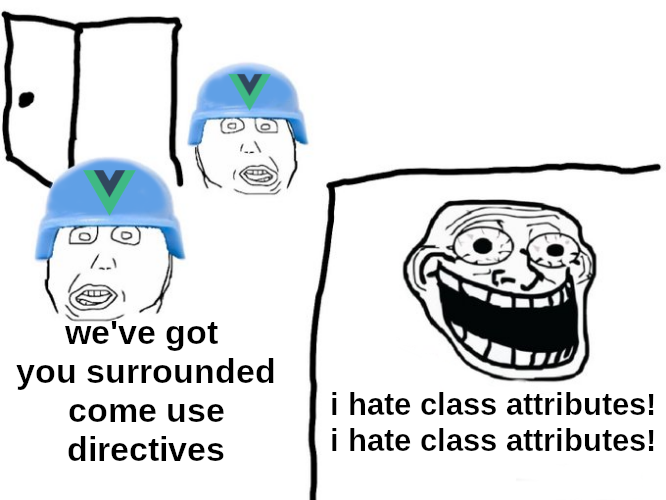 we've got
you surrounded
come use
directives
i hate class attributes!
i hate class attributes!